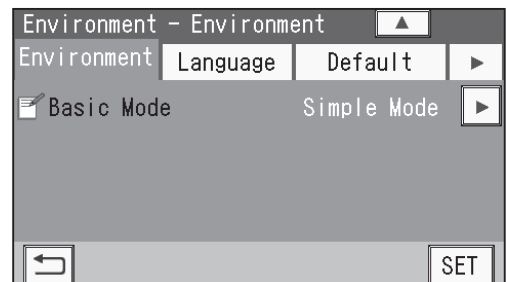 Environment - Environment
Environment Language Default
Basic Mode Simple Mode
SET